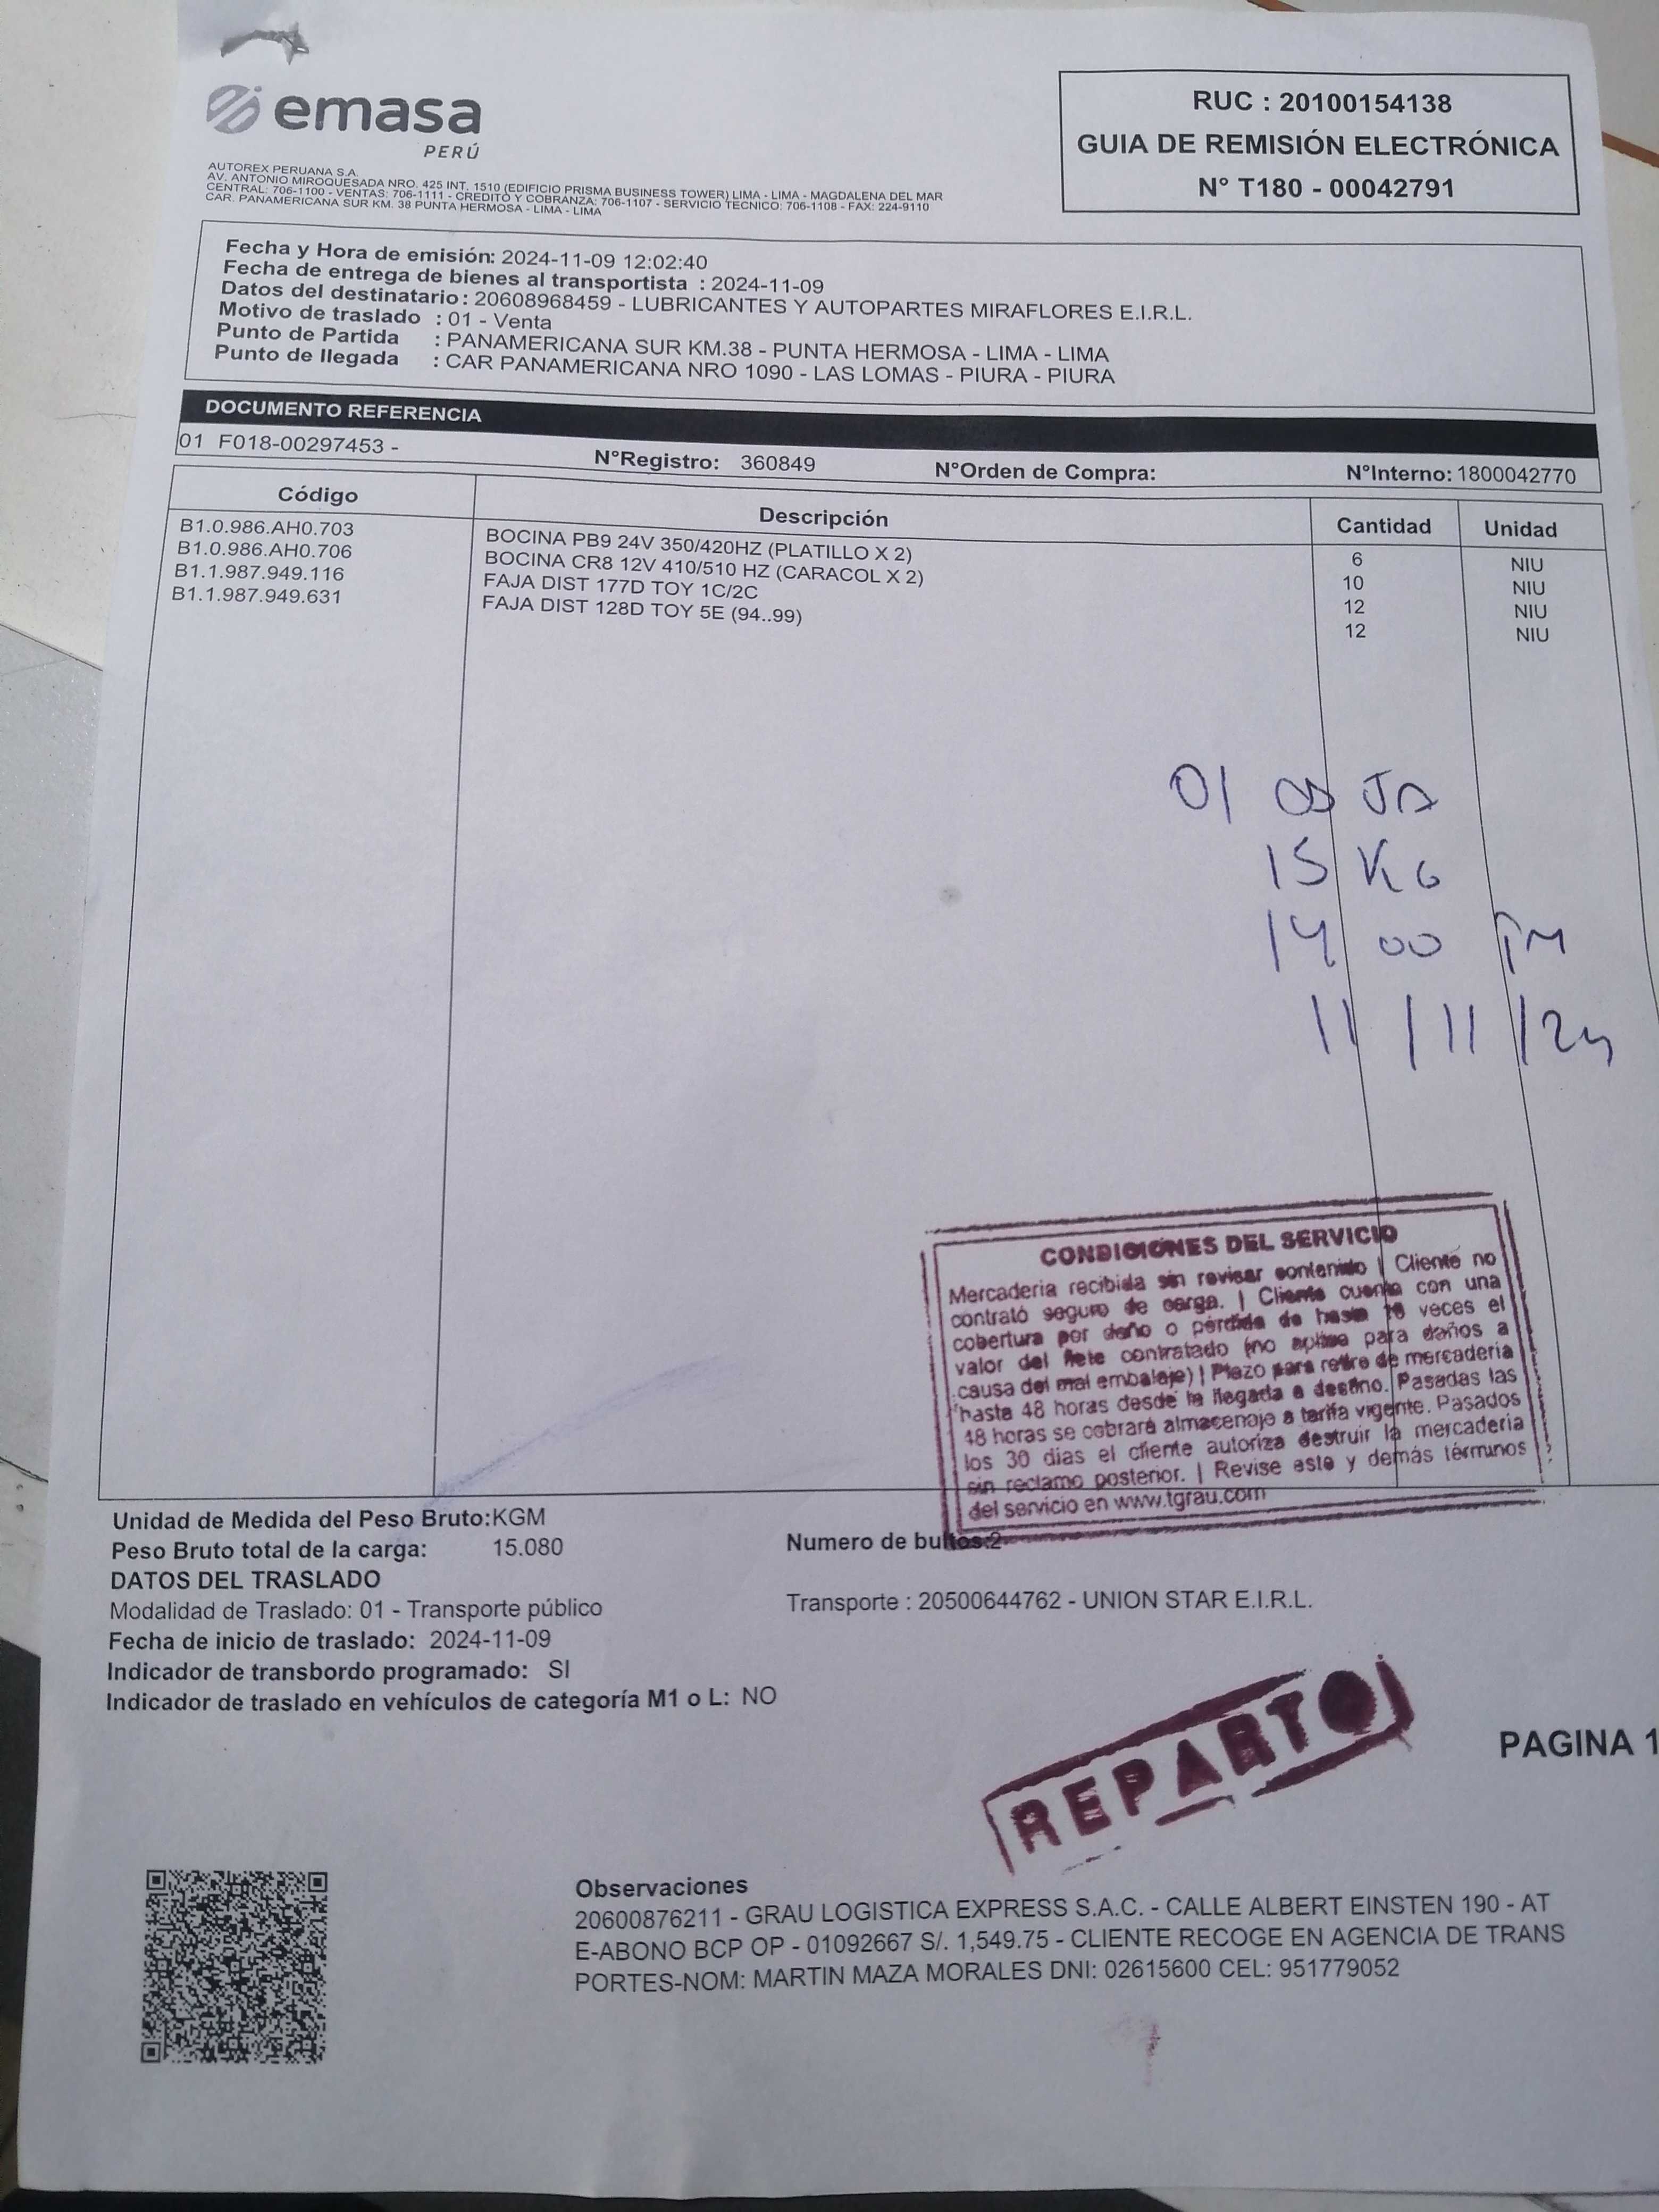 emasa
PERÚ
AUTOREX PERUANA S.A.
AV. ANTONIO MIROQUESADA NRO. 425 INT. 1510 (EDIFICIO PRISMA BUSINESS TOWER) LIMA - LIMA - MAGDALENA DEL MAR
CENTRAL: 706-1100 - VENTAS: 706-1111 - CREDITO Y COBRANZA: 706-1107 - SERVICIO TECNICO: 706-1108 - FAX: 224-9110
CAR. PANAMERICANA SUR KM. 38 PUNTA HERMOSA - LIMA - LIMA
RUC : 20100154138
GUIA DE REMISIÓN ELECTRÓNICA
N° T180 - 00042791
Fecha y Hora de emisión: 2024-11-09 12:02:40
Fecha de entrega de bienes al transportista : 2024-11-09
Datos del destinatario : 20608968459 - LUBRICANTES Y AUTOPARTES MIRAFLORES E.I.R.L.
Motivo de traslado : 01 - Venta
Punto de Partida : PANAMERICANA SUR KM.38 - PUNTA HERMOSA - LIMA - LIMA
Punto de llegada : CAR PANAMERICANA NRO 1090 - LAS LOMAS - PIURA - PIURA
DOCUMENTO REFERENCIA
01 F018-00297453 - N°Registro: 360849 N°Orden de Compra: N°Interno: 1800042770
Código Descripción Cantidad Unidad
B1.0.986.AH0.703 BOCINA PB9 24V 350/420HZ (PLATILLO X 2) 6 NIU
B1.0.986.AH0.706 BOCINA CR8 12V 410/510 HZ (CARACOL X 2) 10 NIU
B1.1.987.949.116 FAJA DIST 177D TOY 1C/2C 12 NIU
B1.1.987.949.631 FAJA DIST 128D TOY 5E (94..99) 12 NIU
01 CAJA
15 KG
14 00 PM
11/11/24
CONDICIONES DEL SERVICIO
Mercaderia recibida sin revisar contenido | Cliente no
contrató seguro de carga. | Cliente cuenta con una
cobertura por daño o pérdida de hasta 10 veces el
valor del flete contratado (no aplica para daños a
causa del mal embalaje) | Plazo para retiro de mercaderia
hasta 48 horas desde la llegada a destino. Pasadas las
48 horas se cobrará almacenaje a tarifa vigente. Pasados
los 30 días el cliente autoriza destruir la mercaderia
sin reclamo posterior. | Revise este y demás términos
del servicio en www.tgrau.com
Unidad de Medida del Peso Bruto:KGM
Peso Bruto total de la carga: 15.080 Numero de bultos:2
DATOS DEL TRASLADO
Modalidad de Traslado: 01 - Transporte público Transporte : 20500644762 - UNION STAR E.I.R.L.
Fecha de inicio de traslado: 2024-11-09
Indicador de transbordo programado: SI
Indicador de traslado en vehículos de categoría M1 o L: NO
REPARTO
PAGINA 1
Observaciones
20600876211 - GRAU LOGISTICA EXPRESS S.A.C. - CALLE ALBERT EINSTEN 190 - AT
E-ABONO BCP OP - 01092667 S/. 1,549.75 - CLIENTE RECOGE EN AGENCIA DE TRANS
PORTES-NOM: MARTIN MAZA MORALES DNI: 02615600 CEL: 951779052